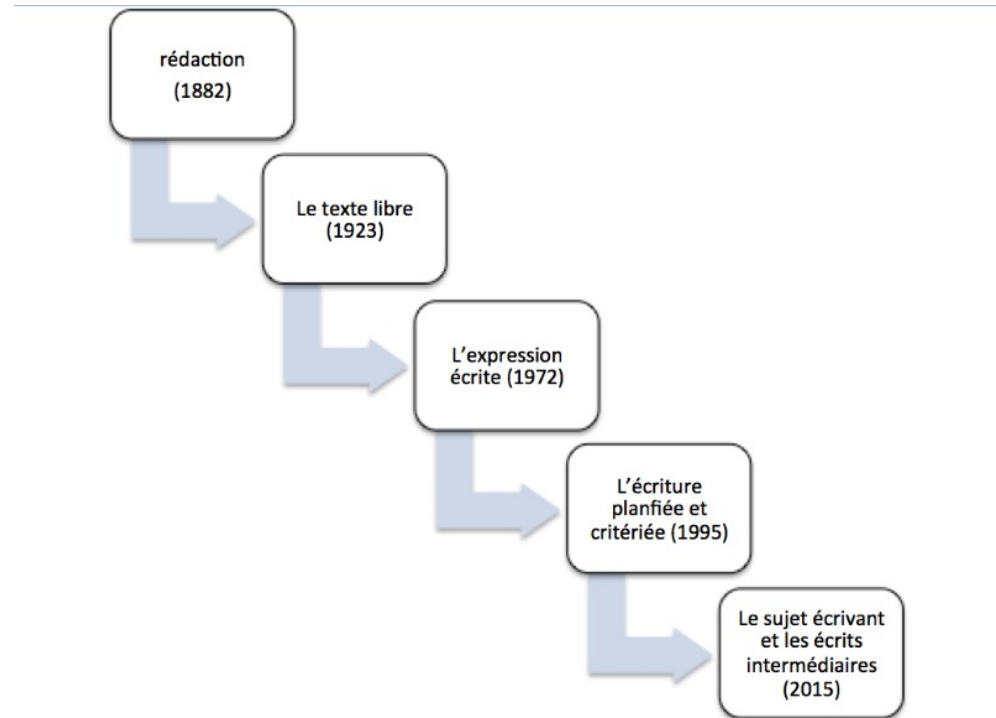 rédaction
(1882)
Le texte libre
(1923)
L'expression
écrite (1972)
L'écriture
planfiée et
critériée (1995)
Le sujet écrivant
et les écrits
intermédiaires
(2015)